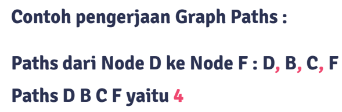 Contoh pengerjaan Graph Paths :
Paths dari Node D ke Node F : D, B, C, F
Paths D B C F yaitu 4